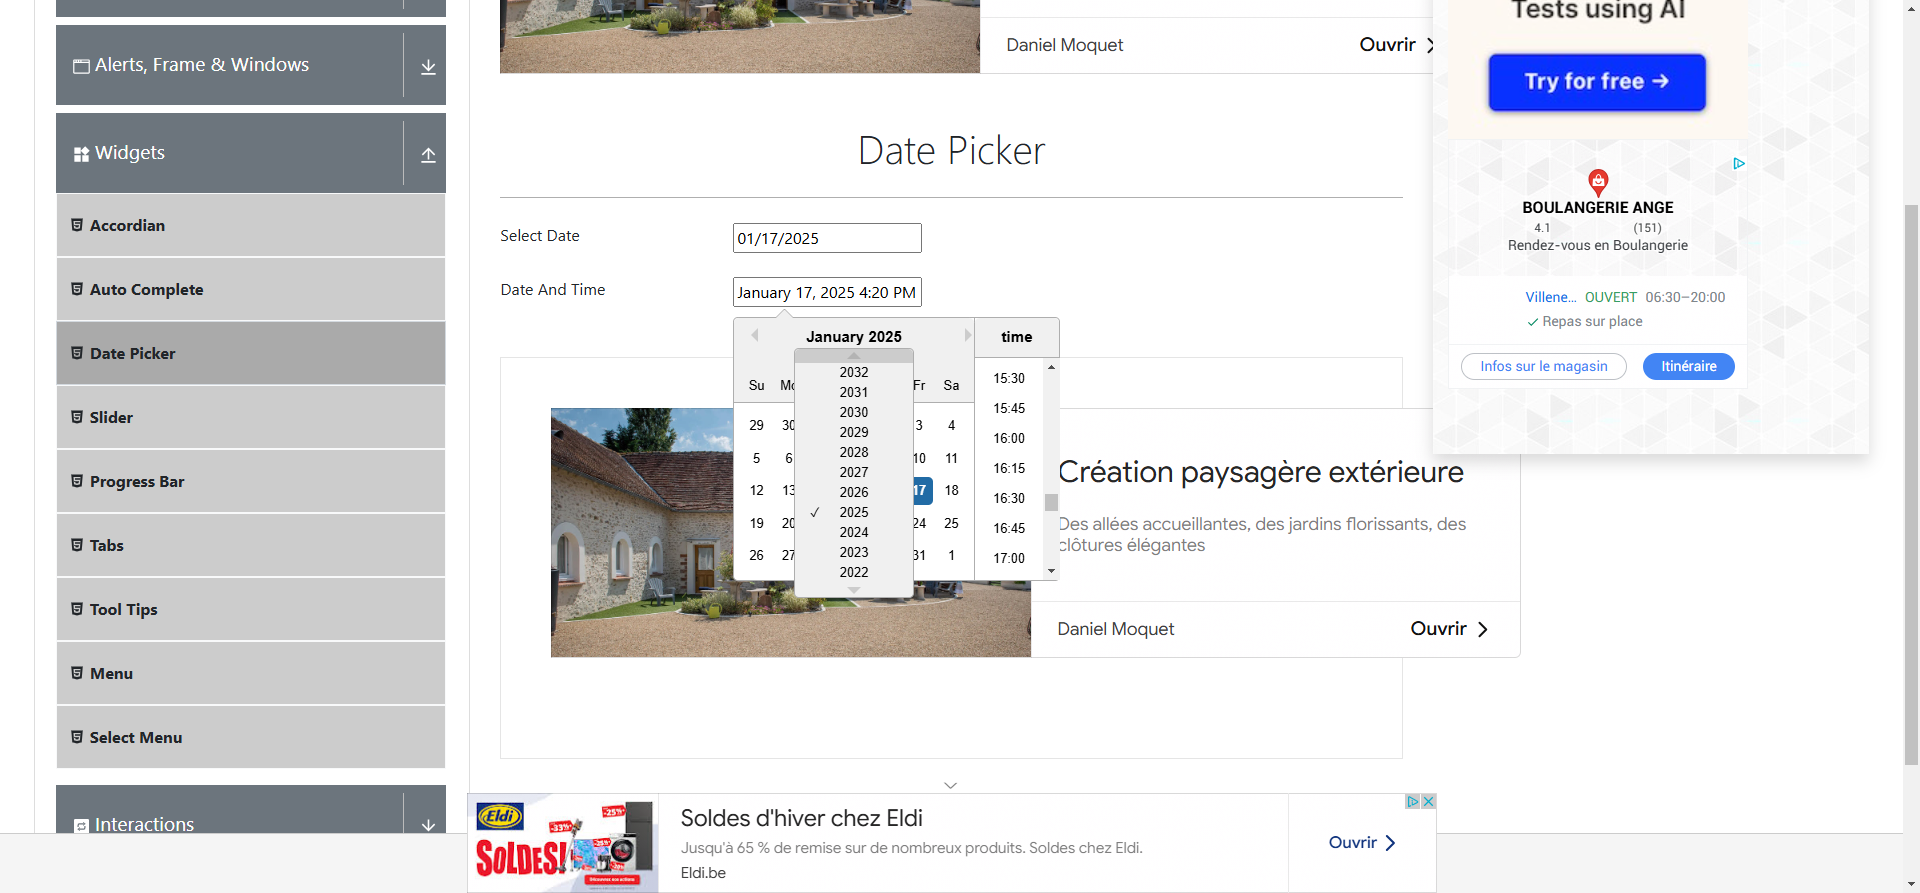 Alerts, Frame & Windows
Widgets
Accordian
Auto Complete
Date Picker
Slider
Progress Bar
Tabs
Tool Tips
Menu
Select Menu
Interactions
Daniel Moquet
Ouvrir
Date Picker
Select Date
01/17/2025
Date And Time
January 17, 2025 4:20 PM
January 2025
time
Su Mo Fr Sa
29 30 3 4
5 6 10 11
12 13 17 18
19 20 24 25
26 27 31 1
2032
2031
2030
2029
2028
2027
2026
✓ 2025
2024
2023
2022
15:30
15:45
16:00
16:15
16:30
16:45
17:00
Création paysagère extérieure
Des allées accueillantes, des jardins florissants, des
clôtures élégantes
Daniel Moquet
Ouvrir
Tests using AI
Try for free →
BOULANGERIE ANGE
4.1 (151)
Rendez-vous en Boulangerie
Villene... OUVERT 06:30–20:00
✓ Repas sur place
Infos sur le magasin
Itinéraire
Eldi
-33%
-25%
SOLDES!
Soldes d'hiver chez Eldi
Jusqu'à 65 % de remise sur de nombreux produits. Soldes chez Eldi.
Eldi.be
Ouvrir